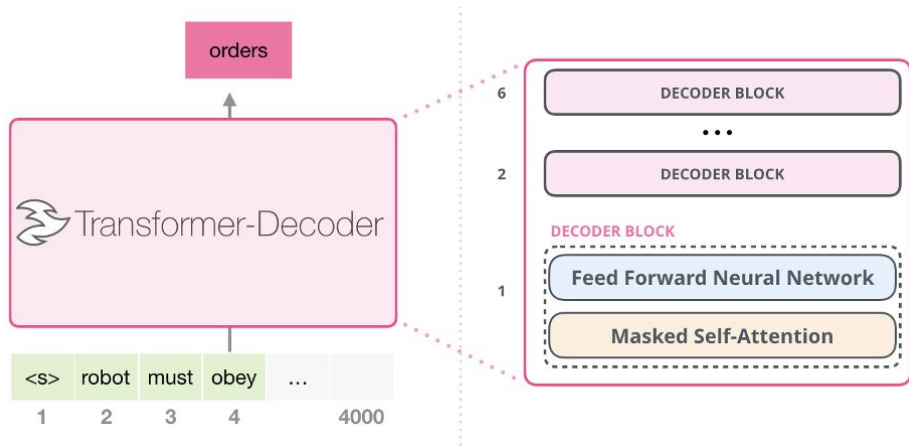 orders
Transformer-Decoder
<s> robot must obey ...
1 2 3 4 4000
6 DECODER BLOCK
...
2 DECODER BLOCK
DECODER BLOCK
Feed Forward Neural Network
1
Masked Self-Attention